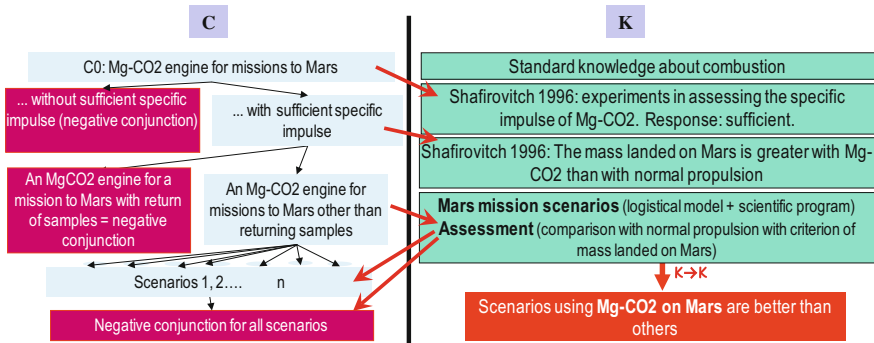 C
C0: Mg-CO2 engine for missions to Mars
... without sufficient specific
impulse (negative conjunction)
... with sufficient specific
impulse
An MgCO2 engine for a
mission to Mars with return
of samples = negative
conjunction
An Mg-CO2 engine for
missions to Mars other than
returning samples
Scenarios 1, 2.... n
Negative conjunction for all scenarios
K
Standard knowledge about combustion
Shafirovitch 1996: experiments in assessing the specific
impulse of Mg-CO2. Response: sufficient.
Shafirovitch 1996: The mass landed on Mars is greater with Mg-
CO2 than with normal propulsion
Mars mission scenarios (logistical model + scientific program)
Assessment (comparison with normal propulsion with criterion of
mass landed on Mars)
K→K
Scenarios using Mg-CO2 on Mars are better than
others